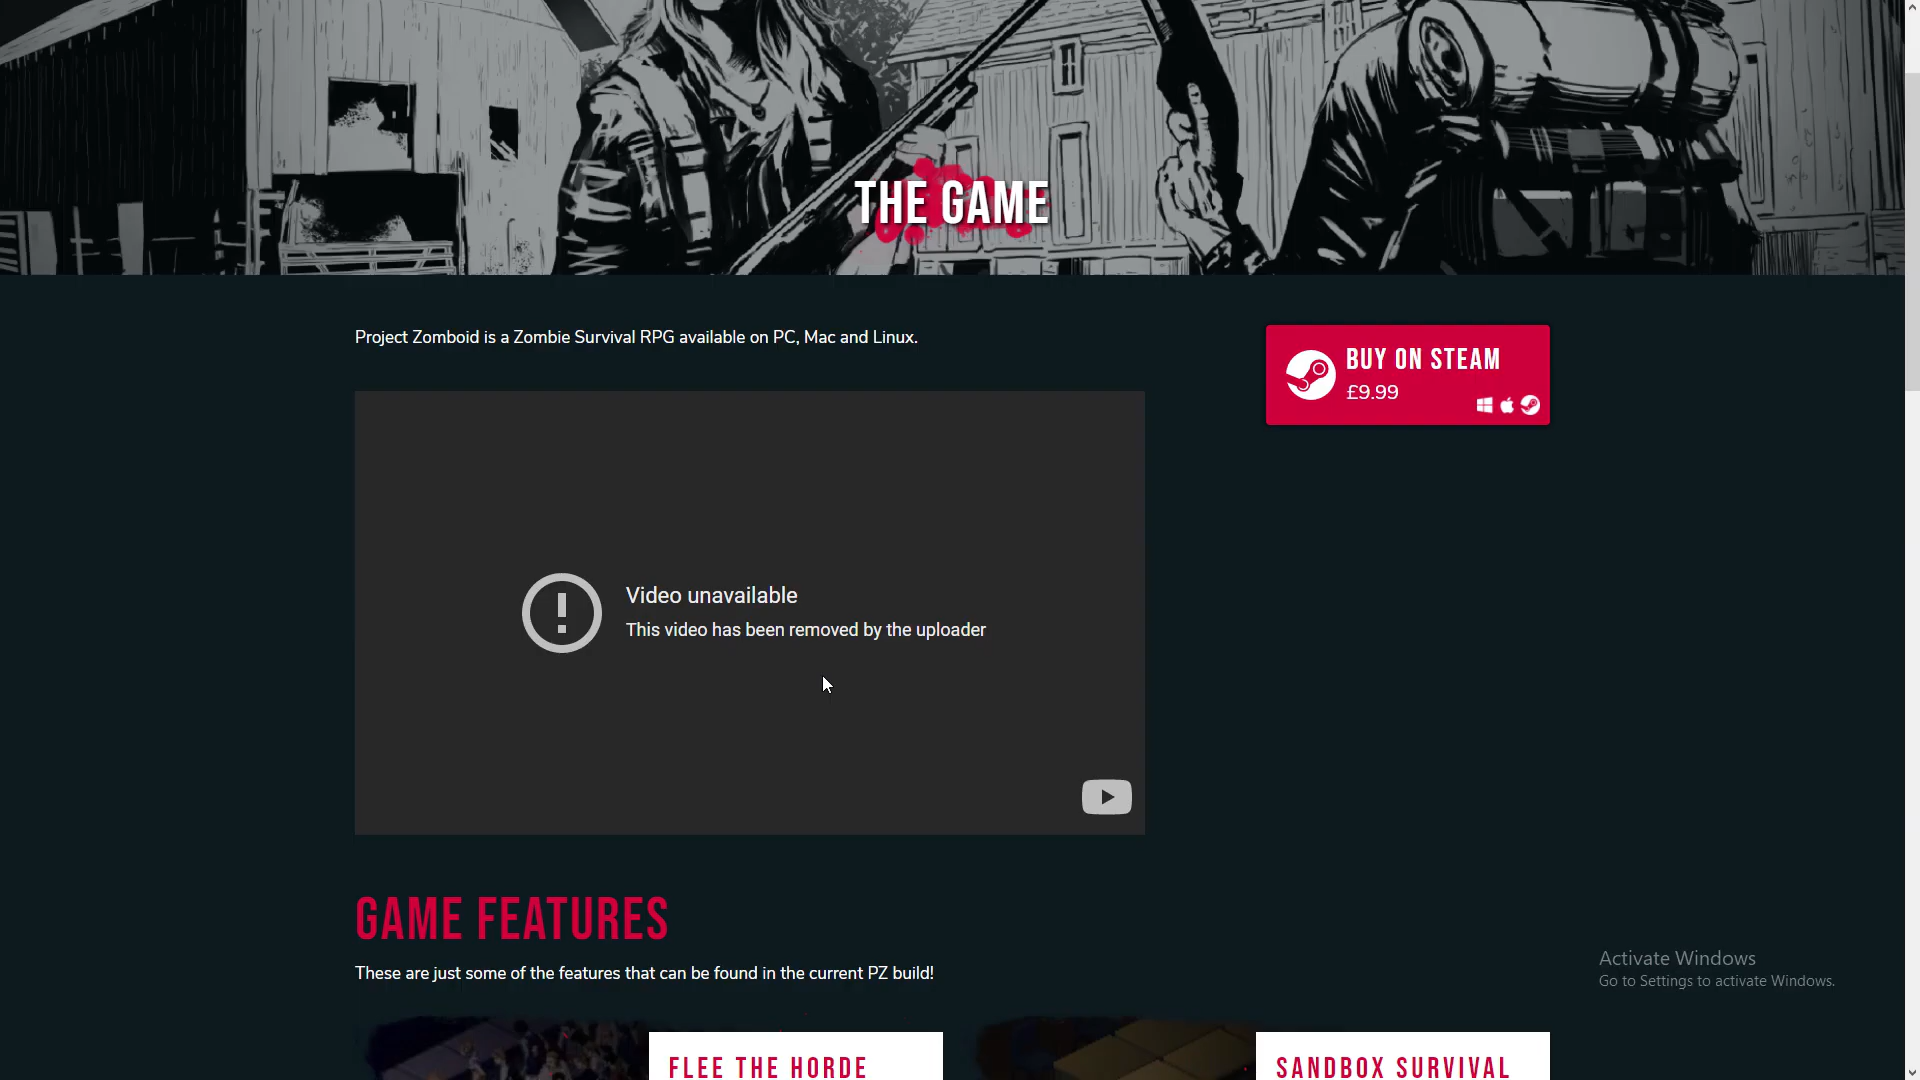 THE GAME
Project Zomboid is a Zombie Survival RPG available on PC, Mac and Linux.
BUY ON STEAM
£9.99
Video unavailable
This video has been removed by the uploader
GAME FEATURES
These are just some of the features that can be found in the current PZ build!
Activate Windows
Go to Settings to activate Windows.
FLEE THE HORDE
SANDBOX SURVIVAL